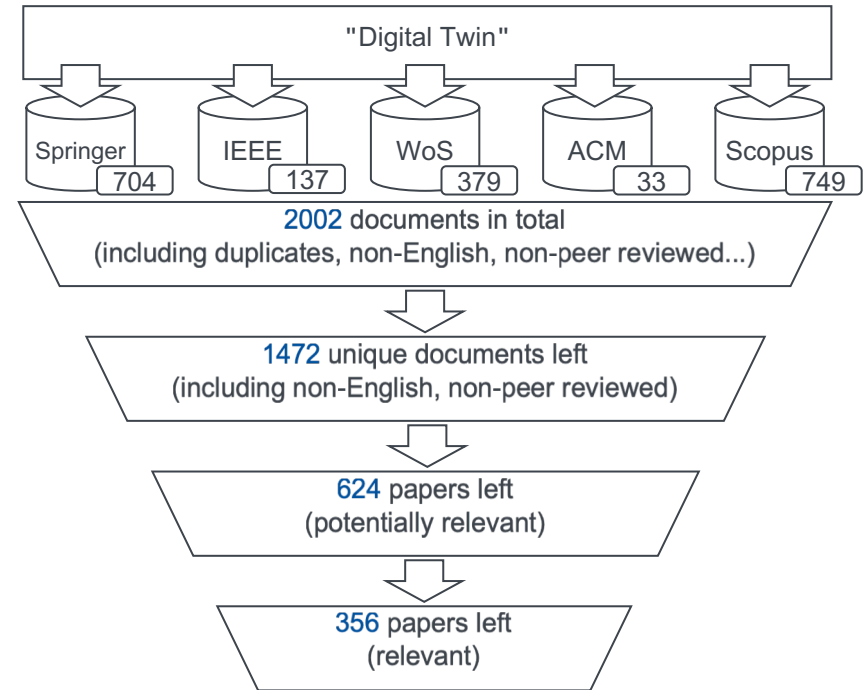 "Digital Twin"
Springer
704
IEEE
137
WoS
379
ACM
33
Scopus
749
2002 documents in total
(including duplicates, non-English, non-peer reviewed...)
1472 unique documents left
(including non-English, non-peer reviewed)
624 papers left
(potentially relevant)
356 papers left
(relevant)